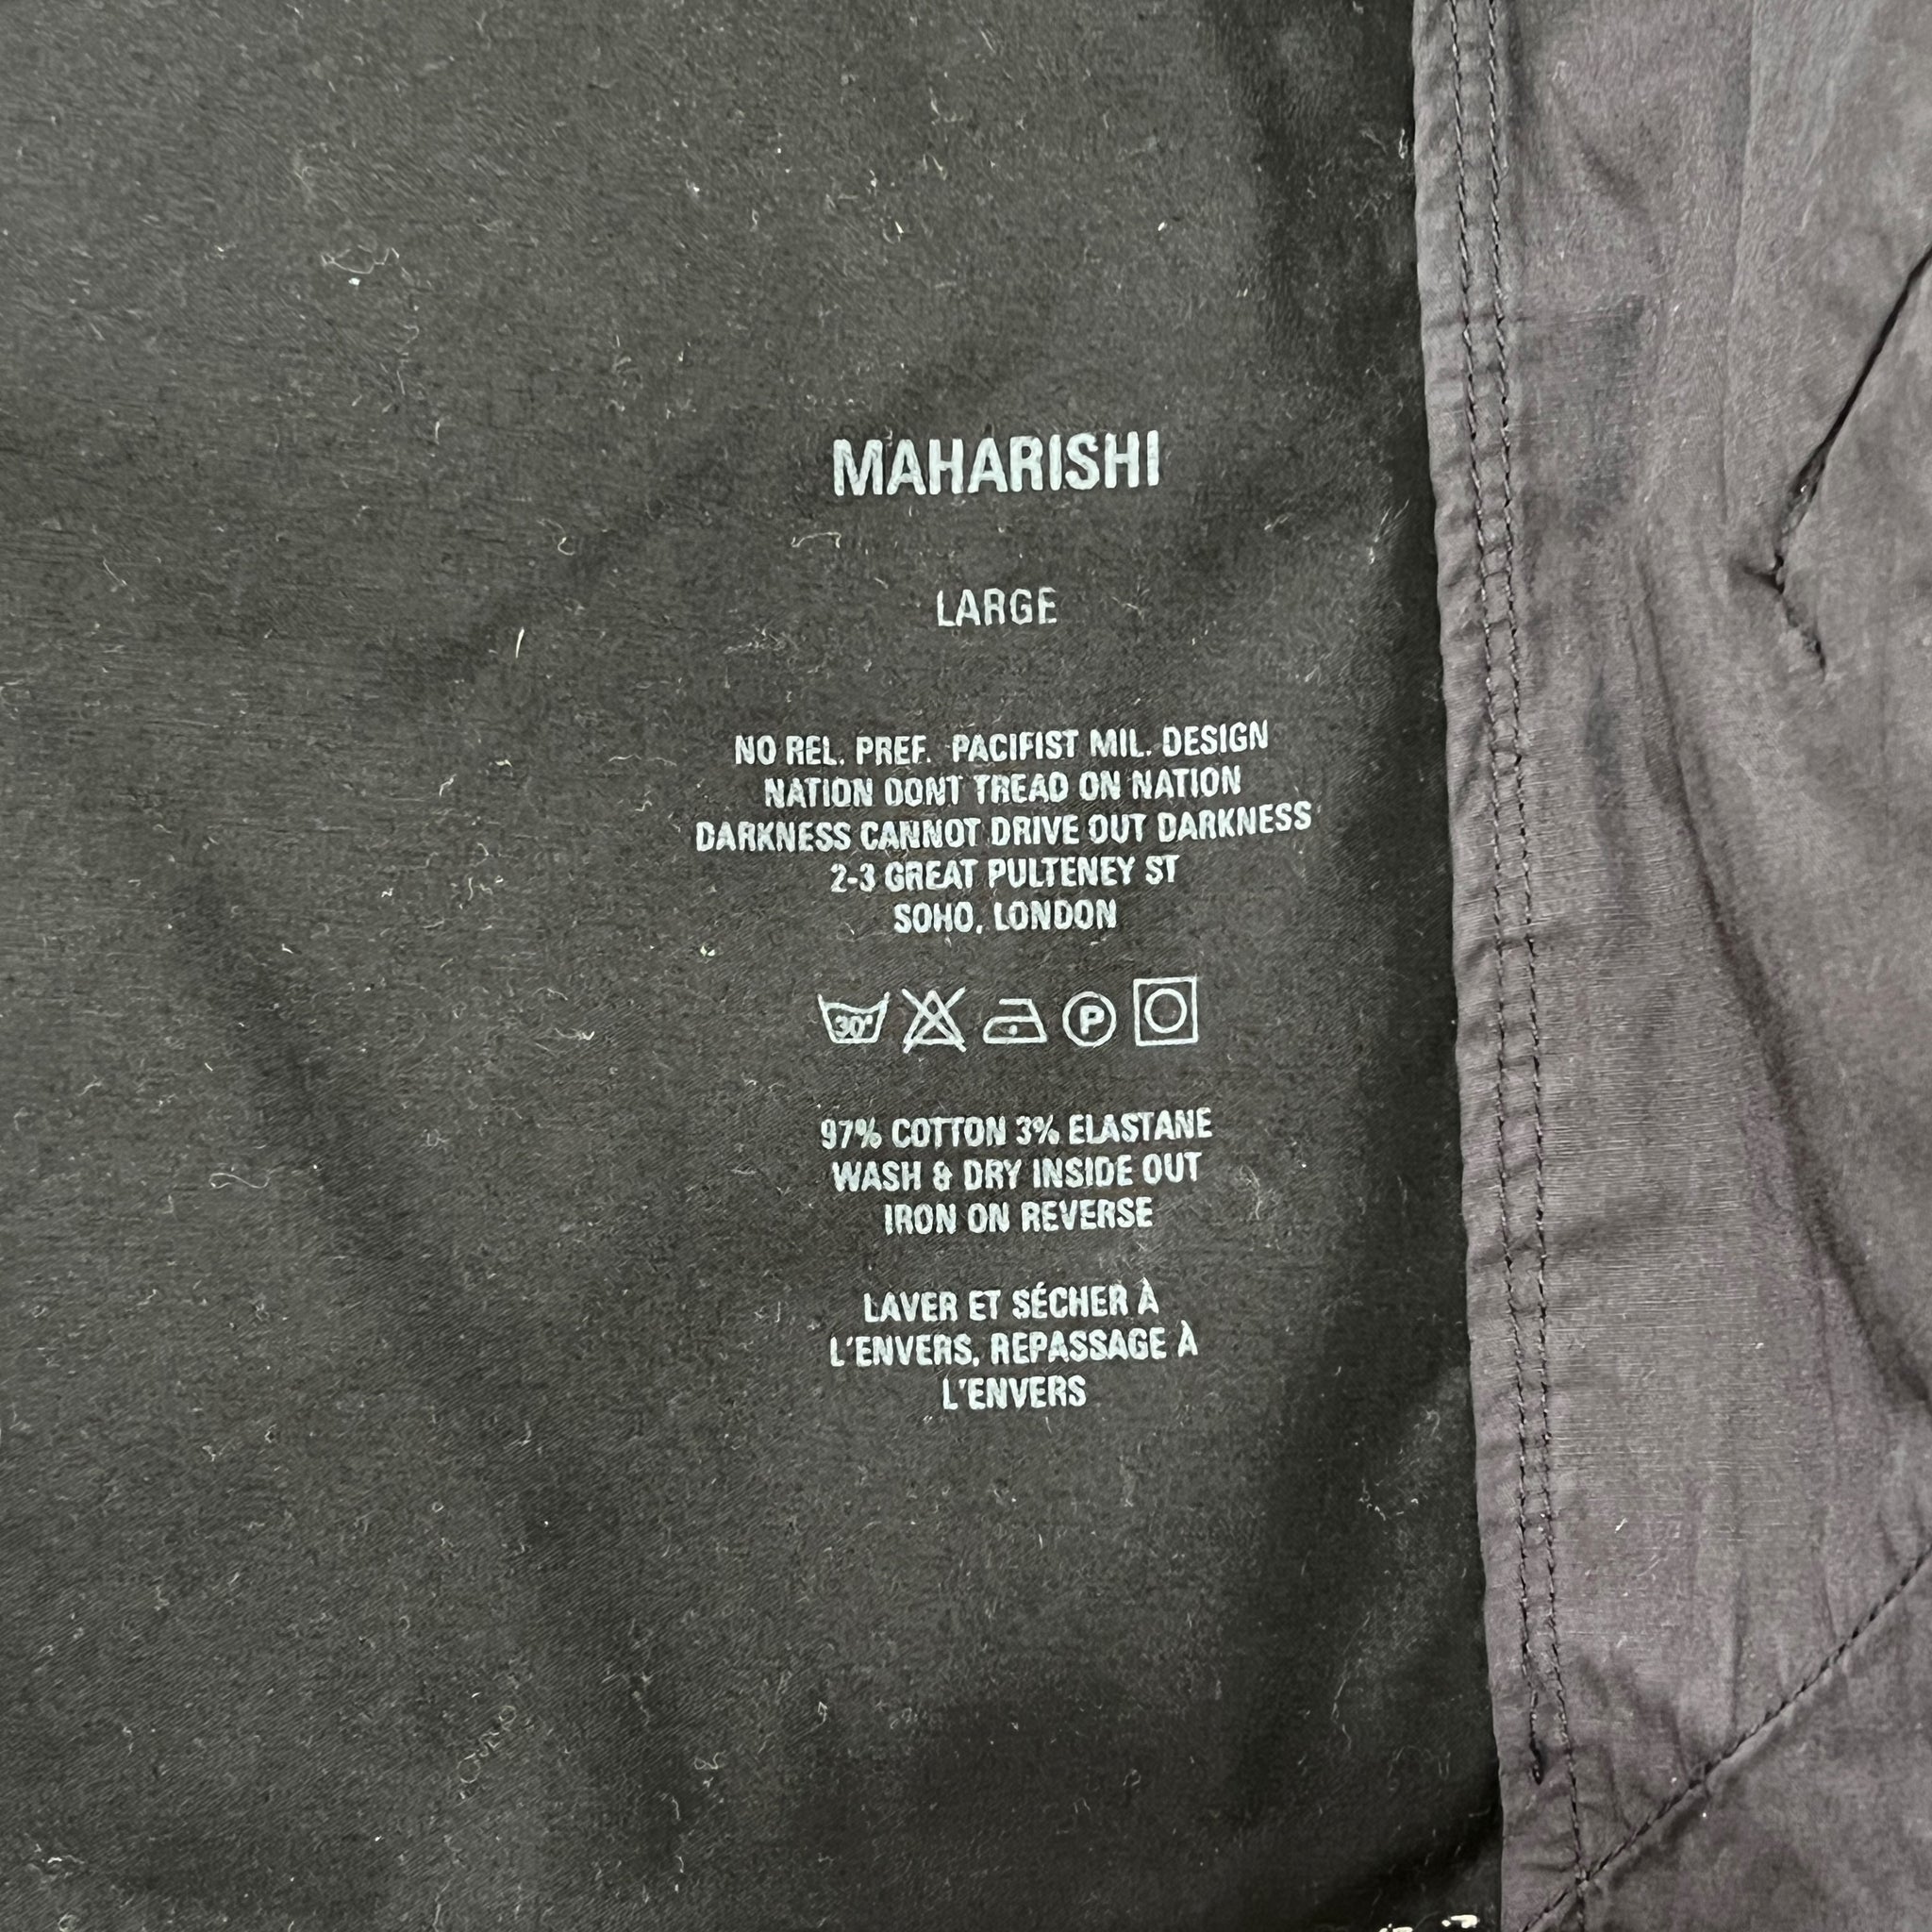 MAHARISHI
LARGE
NO REL. PREF. PACIFIST MIL. DESIGN
NATION DONT TREAD ON NATION
DARKNESS CANNOT DRIVE OUT DARKNESS
2-3 GREAT PULTENEY ST
SOHO, LONDON
30° P
97% COTTON 3% ELASTANE
WASH & DRY INSIDE OUT
IRON ON REVERSE
LAVER ET SÉCHER À
L'ENVERS, REPASSAGE À
L'ENVERS